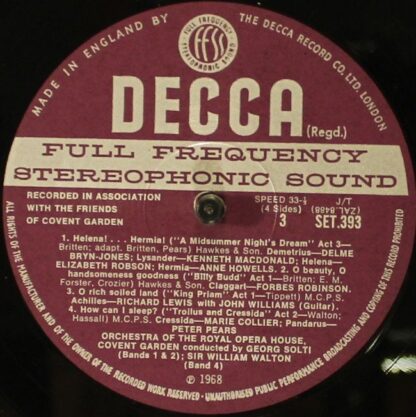 MADE IN ENGLAND BY THE DECCA RECORD CO., LTD. LONDON
FULL FREQUENCY STEREOPHONIC SOUND
FFSS
DECCA
(Regd.)
FULL FREQUENCY
STEREOPHONIC SOUND
RECORDED IN ASSOCIATION
WITH THE FRIENDS
OF COVENT GARDEN
SPEED 33-⅓
(4 Sides)
3
J/T
(ZAL.8488)
SET.393
1. Helena! . . . Hermia! ("A Midsummer Night's Dream" Act 3—
Britten; adapt. Britten, Pears) Hawkes & Son. Demetrius—DELME
BRYN-JONES; Lysander—KENNETH MACDONALD; Helena—
ELIZABETH ROBSON; Hermia—ANNE HOWELLS. 2. O beauty, O
handsomeness goodness ("Billy Budd" Act 1—Britten: E. M.
Forster, Crozier) Hawkes & Son. Claggart—FORBES ROBINSON.
3. O rich soiled land ("King Priam" Act 1—Tippett) M.C.P.S.
Achilles—RICHARD LEWIS with JOHN WILLIAMS (Guitar).
4. How can I sleep? ("Troilus and Cressida" Act 2—Walton;
Hassall) M.C.P.S. Cressida—MARIE COLLIER; Pandarus—
PETER PEARS
ORCHESTRA OF THE ROYAL OPERA HOUSE,
COVENT GARDEN conducted by GEORG SOLTI
(Bands 1 & 2); SIR WILLIAM WALTON
(Band 4)
℗ 1968
ALL RIGHTS OF THE MANUFACTURER AND OF THE OWNER OF THE RECORDED WORK RESERVED · UNAUTHORISED PUBLIC PERFORMANCE BROADCASTING AND COPYING OF THIS RECORD PROHIBITED